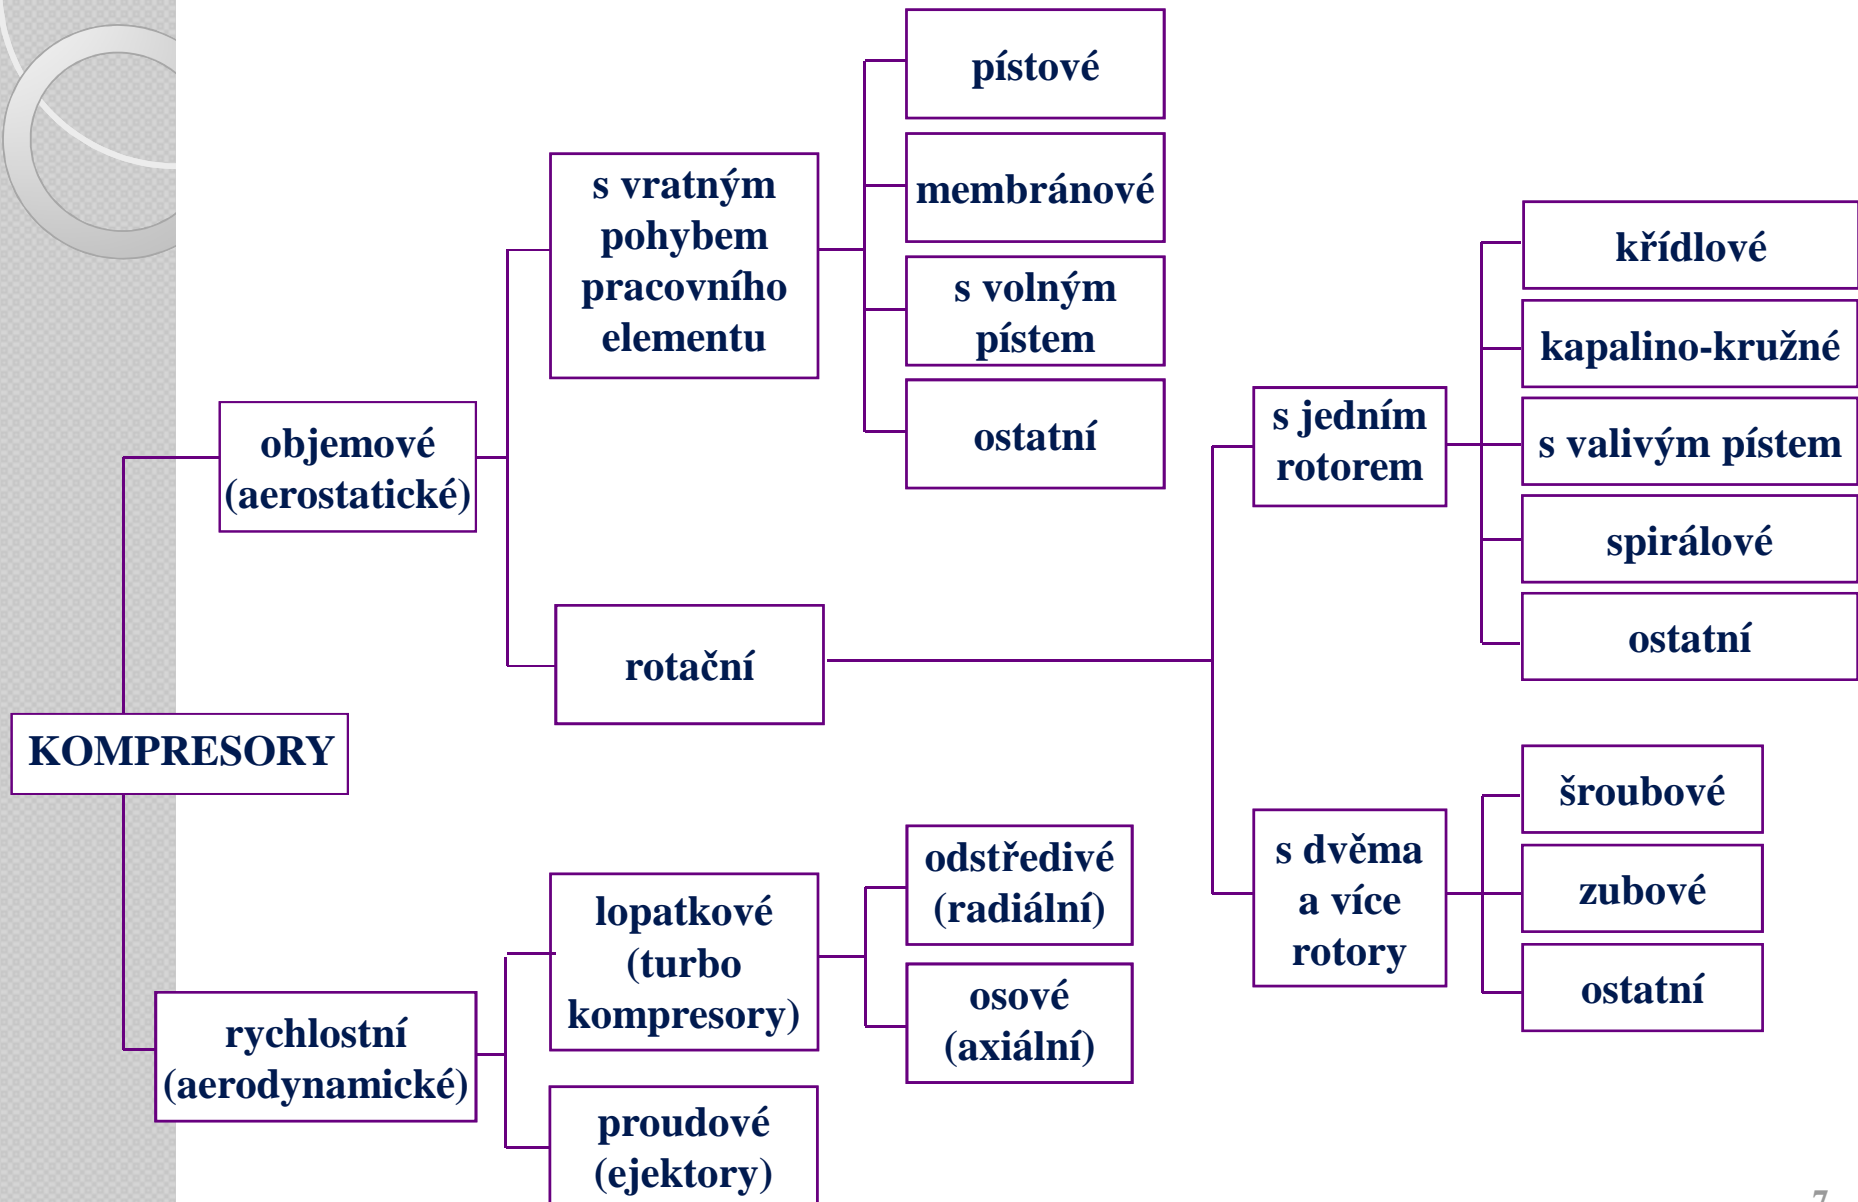 KOMPRESORY
objemové
(aerostatické)
s vratným
pohybem
pracovního
elementu
pístové
membránové
s volným
pístem
ostatní
rotační
s jedním
rotorem
křídlové
kapalino-kružné
s valivým pístem
spirálové
ostatní
s dvěma
a více
rotory
šroubové
zubové
ostatní
rychlostní
(aerodynamické)
lopatkové
(turbo
kompresory)
odstředivé
(radiální)
osové
(axiální)
proudové
(ejektory)
7